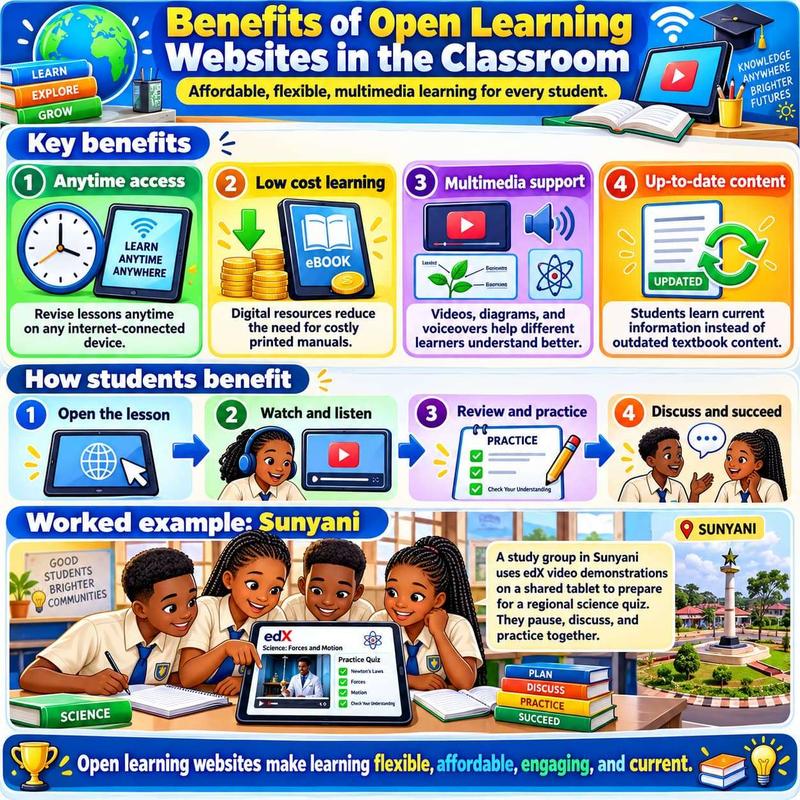 Benefits of Open Learning
Websites in the Classroom
Affordable, flexible, multimedia learning for every student.
LEARN
EXPLORE
GROW
KNOWLEDGE
ANYWHERE
BRIGHTER
FUTURES
Key benefits
1 Anytime access
LEARN
ANYTIME
ANYWHERE
Revise lessons anytime
on any internet-connected
device.
2 Low cost learning
eBOOK
Digital resources reduce
the need for costly
printed manuals.
3 Multimedia support
Videos, diagrams, and
voiceovers help different
learners understand better.
4 Up-to-date content
UPDATED
Students learn current
information instead of
outdated textbook content.
How students benefit
1 Open the lesson
2 Watch and listen
3 Review and practice
PRACTICE
Check Your Understanding
4 Discuss and succeed
Worked example: Sunyani
GOOD
STUDENTS
BRIGHTER
COMMUNITIES
SCIENCE
edX
Science: Forces and Motion
Practice Quiz
Newton's Laws
Forces
Motion
Check Your Understanding
A study group in Sunyani
uses edX video demonstrations
on a shared tablet to prepare
for a regional science quiz.
They pause, discuss, and
practice together.
SUNYANI
PLAN
DISCUSS
PRACTICE
SUCCEED
Open learning websites make learning flexible, affordable, engaging, and current.